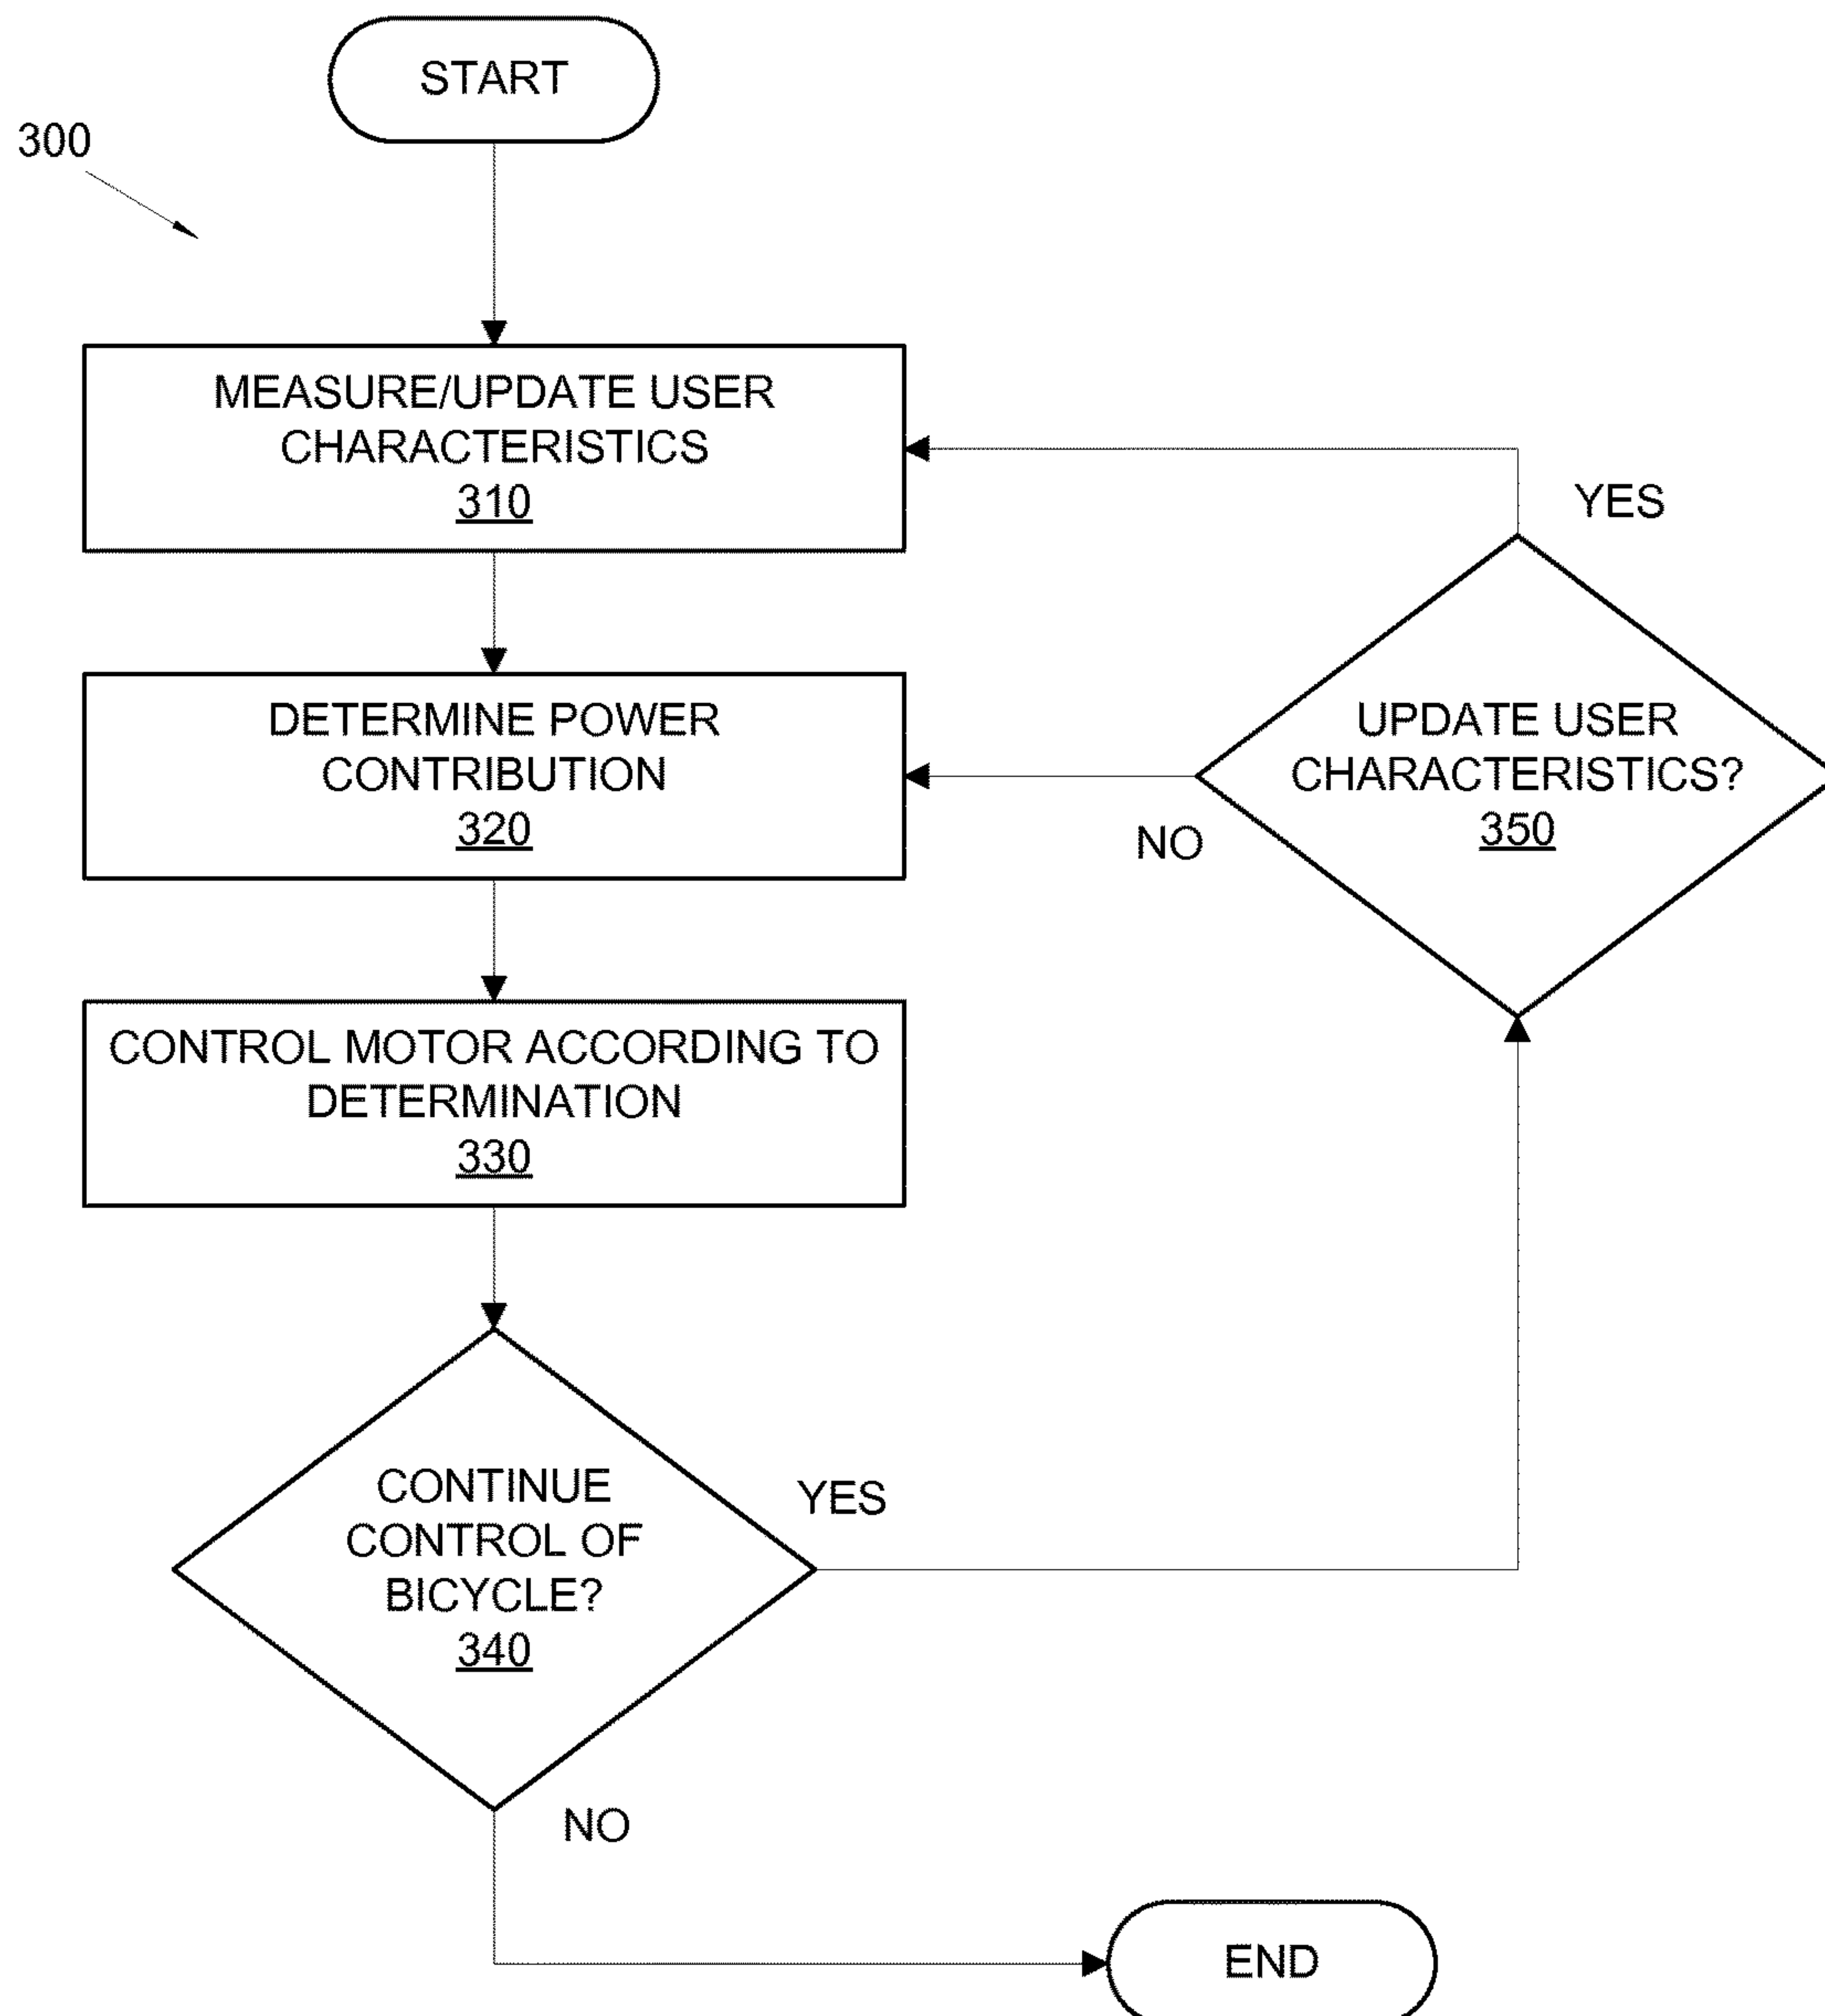 START
300
MEASURE/UPDATE USER
CHARACTERISTICS
310
YES
DETERMINE POWER
CONTRIBUTION
320
UPDATE USER
CHARACTERISTICS?
350
NO
CONTROL MOTOR ACCORDING TO
DETERMINATION
330
CONTINUE
CONTROL OF
BICYCLE?
340
YES
NO
END